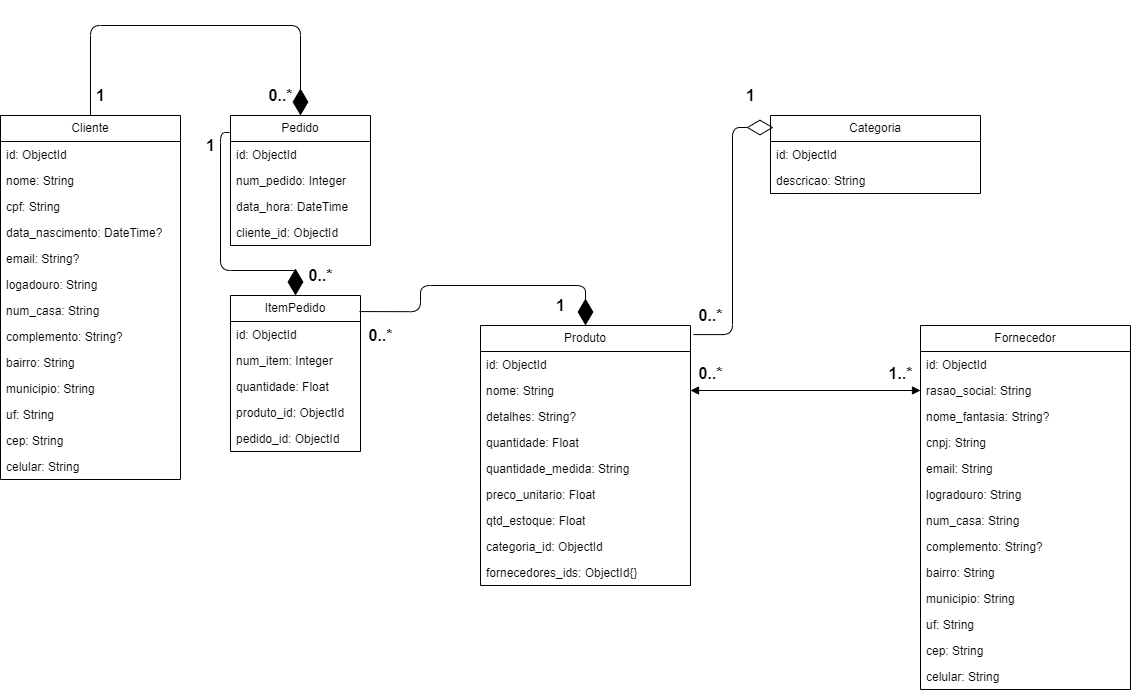 1
0..*
Cliente
id: ObjectId
nome: String
cpf: String
data_nascimento: DateTime?
email: String?
logadouro: String
num_casa: String
complemento: String?
bairro: String
municipio: String
uf: String
cep: String
celular: String
Pedido
id: ObjectId
num_pedido: Integer
data_hora: DateTime
cliente_id: ObjectId
1
0..*
ItemPedido
id: ObjectId
num_item: Integer
quantidade: Float
produto_id: ObjectId
pedido_id: ObjectId
0..*
1
Produto
id: ObjectId
nome: String
detalhes: String?
quantidade: Float
quantidade_medida: String
preco_unitario: Float
qtd_estoque: Float
categoria_id: ObjectId
fornecedores_ids: ObjectId{}
1
Categoria
id: ObjectId
descricao: String
0..*
0..*
1..*
Fornecedor
id: ObjectId
rasao_social: String
nome_fantasia: String?
cnpj: String
email: String
logradouro: String
num_casa: String
complemento: String?
bairro: String
municipio: String
uf: String
cep: String
celular: String